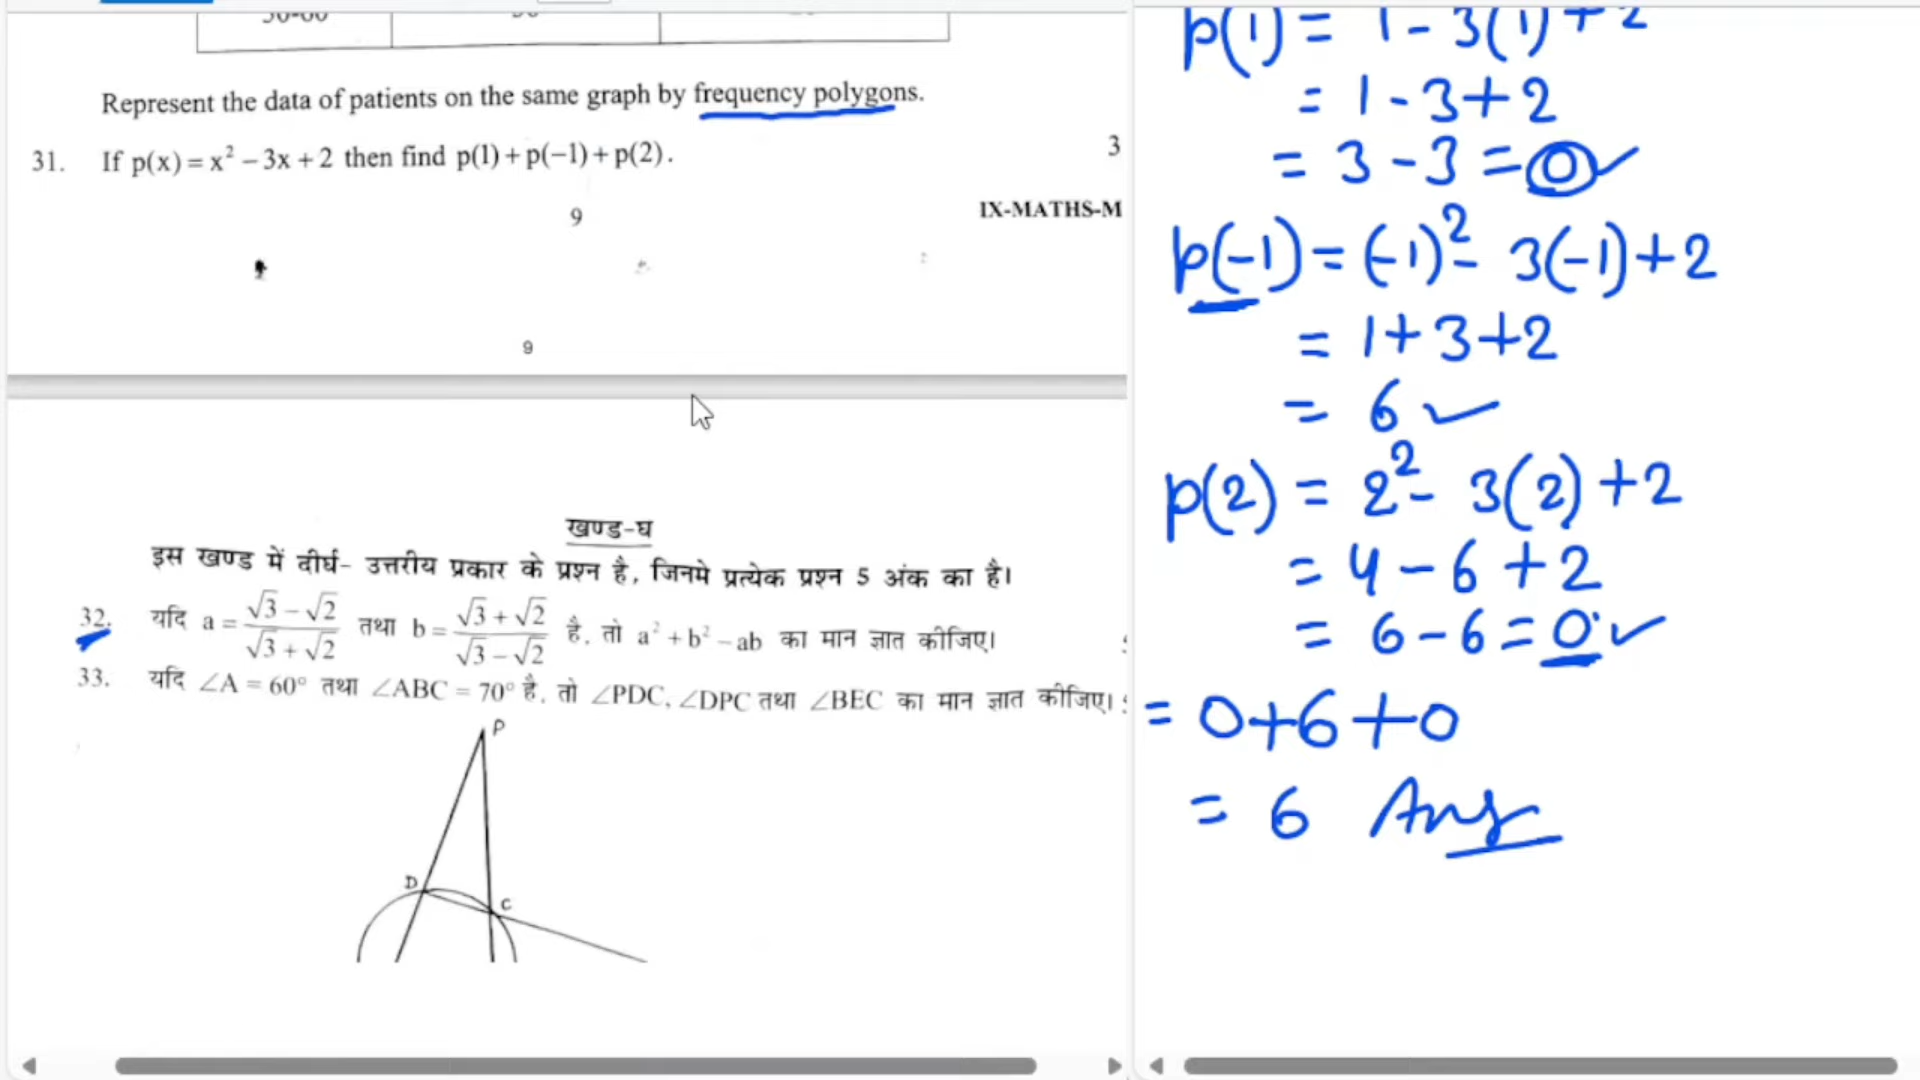 Represent the data of patients on the same graph by frequency polygons.
31. If p(x) = x² − 3x + 2 then find p(1) + p(−1) + p(2). 3
9
IX-MATHS-M
9
खण्ड-घ
इस खण्ड में दीर्घ- उत्तरीय प्रकार के प्रश्न है, जिनमे प्रत्येक प्रश्न 5 अंक का है।
32. यदि a = (√3 − √2)/(√3 + √2) तथा b = (√3 + √2)/(√3 − √2) है, तो a² + b² − ab का मान ज्ञात कीजिए।
33. यदि ∠A = 60° तथा ∠ABC = 70° है, तो ∠PDC, ∠DPC तथा ∠BEC का मान ज्ञात कीजिए।
P
D
C
p(1) = 1 - 3(1) + 2
= 1 - 3 + 2
= 3 - 3 = 0
p(-1) = (-1)² - 3(-1) + 2
= 1 + 3 + 2
= 6
p(2) = 2² - 3(2) + 2
= 4 - 6 + 2
= 6 - 6 = 0
= 0 + 6 + 0
= 6 Ans